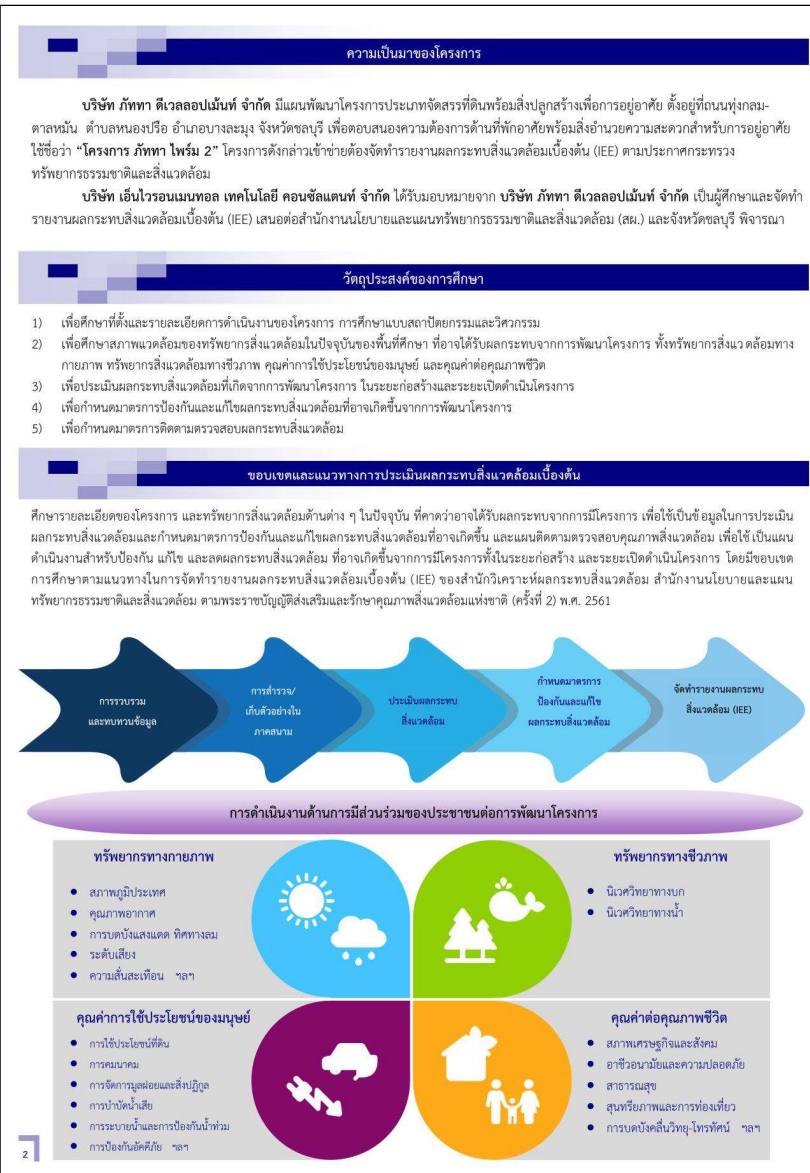 ความเป็นมาของโครงการ
บริษัท ภัททา ดีเวลลอปเม้นท์ จำกัด มีแผนพัฒนาโครงการประเภทจัดสรรที่ดินพร้อมสิ่งปลูกสร้างเพื่อการอยู่อาศัย ตั้งอยู่ที่ถนนทุ่งกลม-
ตาลหมัน ตำบลหนองปรือ อำเภอบางละมุง จังหวัดชลบุรี เพื่อตอบสนองความต้องการด้านที่พักอาศัยพร้อมสิ่งอำนวยความสะดวกสำหรับการอยู่อาศัย
ใช้ชื่อว่า “โครงการ ภัททา ไพร์ม 2” โครงการดังกล่าวเข้าข่ายต้องจัดทำรายงานผลกระทบสิ่งแวดล้อมเบื้องต้น (IEE) ตามประกาศกระทรวง
ทรัพยากรธรรมชาติและสิ่งแวดล้อม
บริษัท เอ็นไวรอนเมนทอล เทคโนโลยี คอนซัลแตนท์ จำกัด ได้รับมอบหมายจาก บริษัท ภัททา ดีเวลลอปเม้นท์ จำกัด เป็นผู้ศึกษาและจัดทำ
รายงานผลกระทบสิ่งแวดล้อมเบื้องต้น (IEE) เสนอต่อสำนักงานนโยบายและแผนทรัพยากรธรรมชาติและสิ่งแวดล้อม (สผ.) และจังหวัดชลบุรี พิจารณา
วัตถุประสงค์ของการศึกษา
1) เพื่อศึกษาที่ตั้งและรายละเอียดการดำเนินงานของโครงการ การศึกษาแบบสถาปัตยกรรมและวิศวกรรม
2) เพื่อศึกษาสภาพแวดล้อมของทรัพยากรสิ่งแวดล้อมในปัจจุบันของพื้นที่ศึกษา ที่อาจได้รับผลกระทบจากการพัฒนาโครงการ ทั้งทรัพยากรสิ่งแวดล้อมทาง
กายภาพ ทรัพยากรสิ่งแวดล้อมทางชีวภาพ คุณค่าการใช้ประโยชน์ของมนุษย์ และคุณค่าต่อคุณภาพชีวิต
3) เพื่อประเมินผลกระทบสิ่งแวดล้อมที่เกิดจากการพัฒนาโครงการ ในระยะก่อสร้างและระยะเปิดดำเนินโครงการ
4) เพื่อกำหนดมาตรการป้องกันและแก้ไขผลกระทบสิ่งแวดล้อมที่อาจเกิดขึ้นจากการพัฒนาโครงการ
5) เพื่อกำหนดมาตรการติดตามตรวจสอบผลกระทบสิ่งแวดล้อม
ขอบเขตและแนวทางการประเมินผลกระทบสิ่งแวดล้อมเบื้องต้น
ศึกษารายละเอียดของโครงการ และทรัพยากรสิ่งแวดล้อมด้านต่าง ๆ ในปัจจุบัน ที่คาดว่าอาจได้รับผลกระทบจากการมีโครงการ เพื่อใช้เป็นข้อมูลในการประเมิน
ผลกระทบสิ่งแวดล้อมและกำหนดมาตรการป้องกันและแก้ไขผลกระทบสิ่งแวดล้อมที่อาจเกิดขึ้น และแผนติดตามตรวจสอบคุณภาพสิ่งแวดล้อม เพื่อใช้เป็นแผน
ดำเนินงานสำหรับป้องกัน แก้ไข และลดผลกระทบสิ่งแวดล้อม ที่อาจเกิดขึ้นจากการมีโครงการทั้งในระยะก่อสร้าง และระยะเปิดดำเนินโครงการ โดยมีขอบเขต
การศึกษาตามแนวทางในการจัดทำรายงานผลกระทบสิ่งแวดล้อมเบื้องต้น (IEE) ของสำนักวิเคราะห์ผลกระทบสิ่งแวดล้อม สำนักงานนโยบายและแผน
ทรัพยากรธรรมชาติและสิ่งแวดล้อม ตามพระราชบัญญัติส่งเสริมและรักษาคุณภาพสิ่งแวดล้อมแห่งชาติ (ครั้งที่ 2) พ.ศ. 2561
การรวบรวม
และทบทวนข้อมูล
การสำรวจ/
เก็บตัวอย่างใน
ภาคสนาม
ประเมินผลกระทบ
สิ่งแวดล้อม
กำหนดมาตรการ
ป้องกันและแก้ไข
ผลกระทบสิ่งแวดล้อม
จัดทำรายงานผลกระทบ
สิ่งแวดล้อม (IEE)
การดำเนินงานด้านการมีส่วนร่วมของประชาชนต่อการพัฒนาโครงการ
ทรัพยากรทางกายภาพ
• สภาพภูมิประเทศ
• คุณภาพอากาศ
• การบดบังแสงแดด ทิศทางลม
• ระดับเสียง
• ความสั่นสะเทือน ฯลฯ
ทรัพยากรทางชีวภาพ
• นิเวศวิทยาทางบก
• นิเวศวิทยาทางน้ำ
คุณค่าการใช้ประโยชน์ของมนุษย์
• การใช้ประโยชน์ที่ดิน
• การคมนาคม
• การจัดการมูลฝอยและสิ่งปฏิกูล
• การบำบัดน้ำเสีย
• การระบายน้ำและการป้องกันน้ำท่วม
• การป้องกันอัคคีภัย ฯลฯ
คุณค่าต่อคุณภาพชีวิต
• สภาพเศรษฐกิจและสังคม
• อาชีวอนามัยและความปลอดภัย
• สาธารณสุข
• สุนทรียภาพและการท่องเที่ยว
• การบดบังคลื่นวิทยุ-โทรทัศน์ ฯลฯ
2